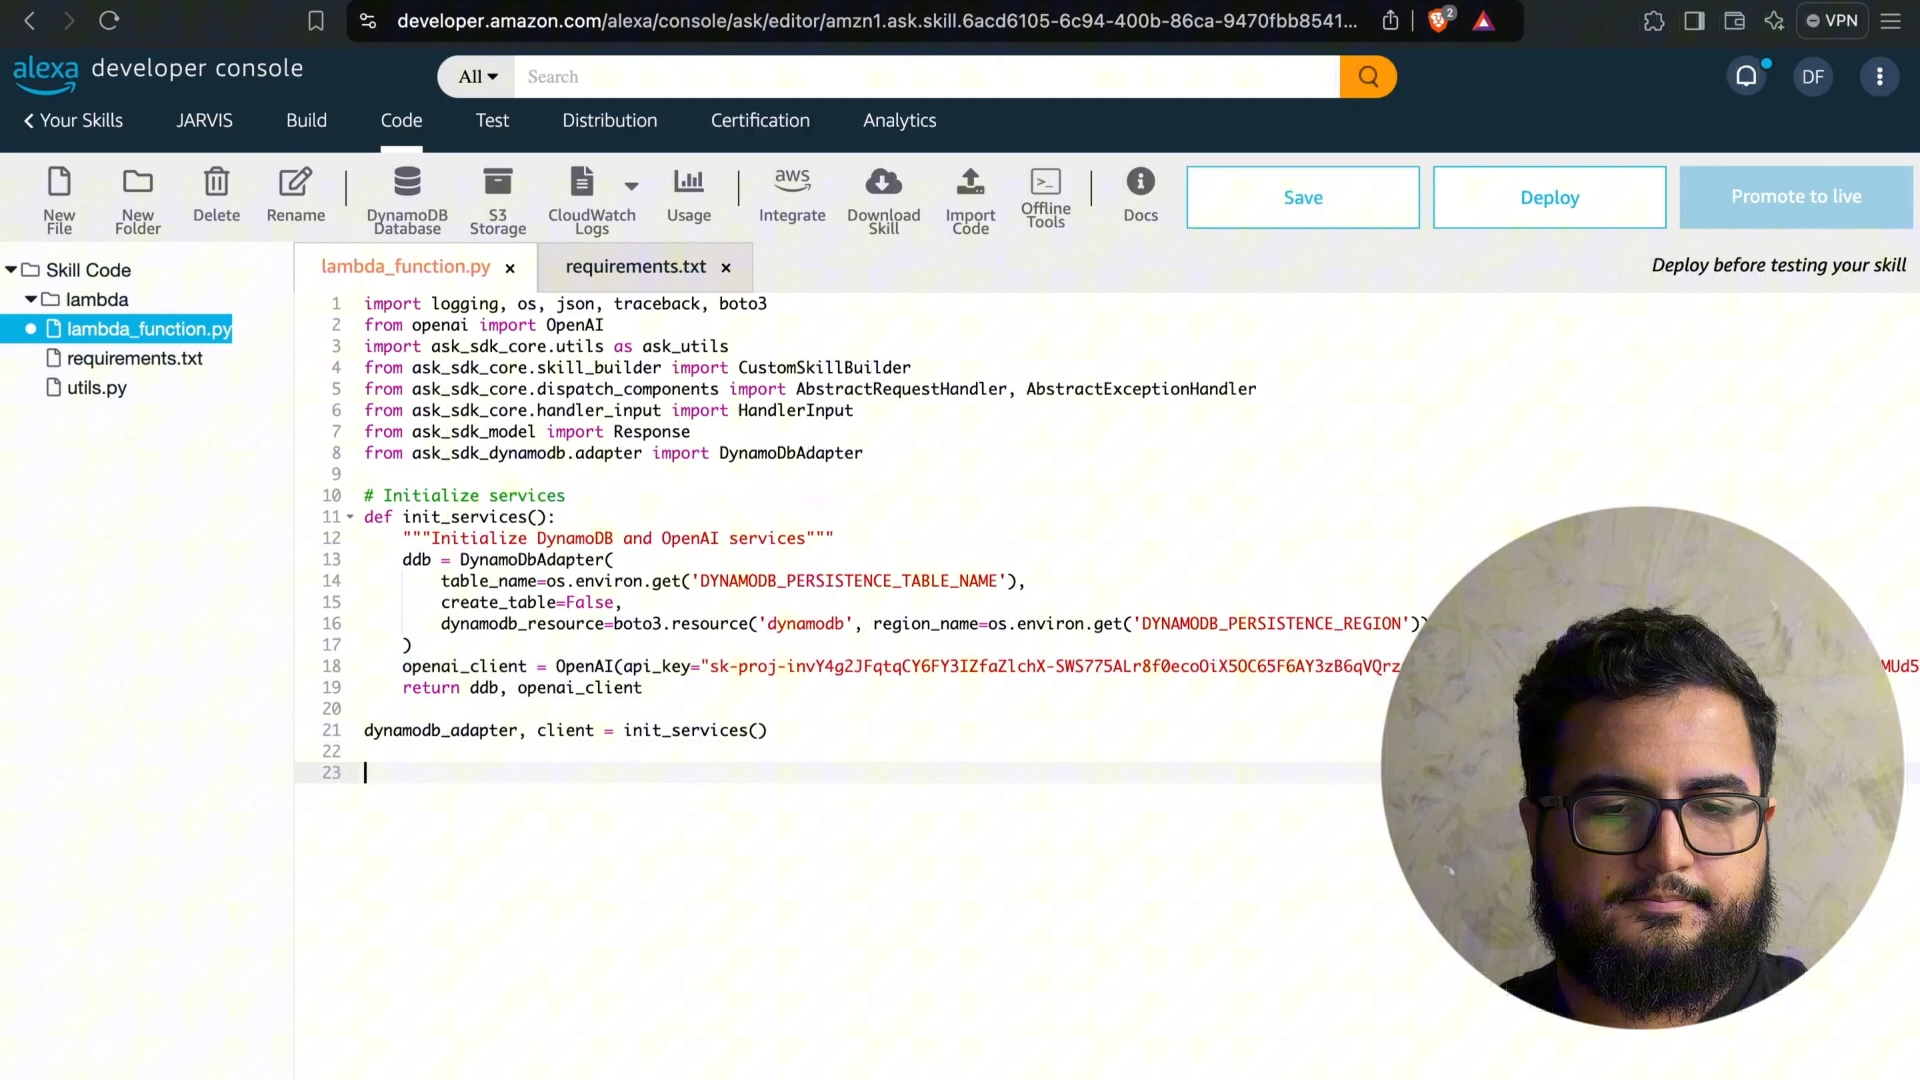 developer.amazon.com/alexa/console/ask/editor/amzn1.ask.skill.6acd6105-6c94-400b-86ca-9470fbb8541...
2
VPN
alexa developer console
All
Search
DF
Your Skills
JARVIS
Build
Code
Test
Distribution
Certification
Analytics
New File
New Folder
Delete
Rename
DynamoDB Database
S3 Storage
CloudWatch Logs
Usage
aws
Integrate
Download Skill
Import Code
Offline Tools
Docs
Save
Deploy
Promote to live
Skill Code
lambda
lambda_function.py
requirements.txt
utils.py
lambda_function.py ×
requirements.txt ×
Deploy before testing your skill
1 import logging, os, json, traceback, boto3
2 from openai import OpenAI
3 import ask_sdk_core.utils as ask_utils
4 from ask_sdk_core.skill_builder import CustomSkillBuilder
5 from ask_sdk_core.dispatch_components import AbstractRequestHandler, AbstractExceptionHandler
6 from ask_sdk_core.handler_input import HandlerInput
7 from ask_sdk_model import Response
8 from ask_sdk_dynamodb.adapter import DynamoDbAdapter
9
10 # Initialize services
11 def init_services():
12 """Initialize DynamoDB and OpenAI services"""
13 ddb = DynamoDbAdapter(
14 table_name=os.environ.get('DYNAMODB_PERSISTENCE_TABLE_NAME'),
15 create_table=False,
16 dynamodb_resource=boto3.resource('dynamodb', region_name=os.environ.get('DYNAMODB_PERSISTENCE_REGION'))
17 )
18 openai_client = OpenAI(api_key="
19 return ddb, openai_client
20
21 dynamodb_adapter, client = init_services()
22
23